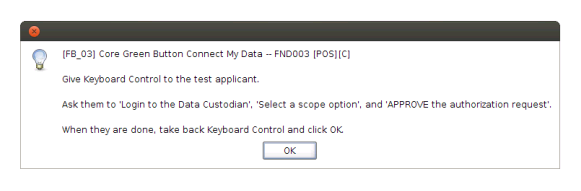 [FB_03] Core Green Button Connect My Data -- FND003 [POS][C]
Give Keyboard Control to the test applicant.
Ask them to 'Login to the Data Custodian', 'Select a scope option', and 'APPROVE the authorization request'.
When they are done, take back Keyboard Control and click OK.
OK